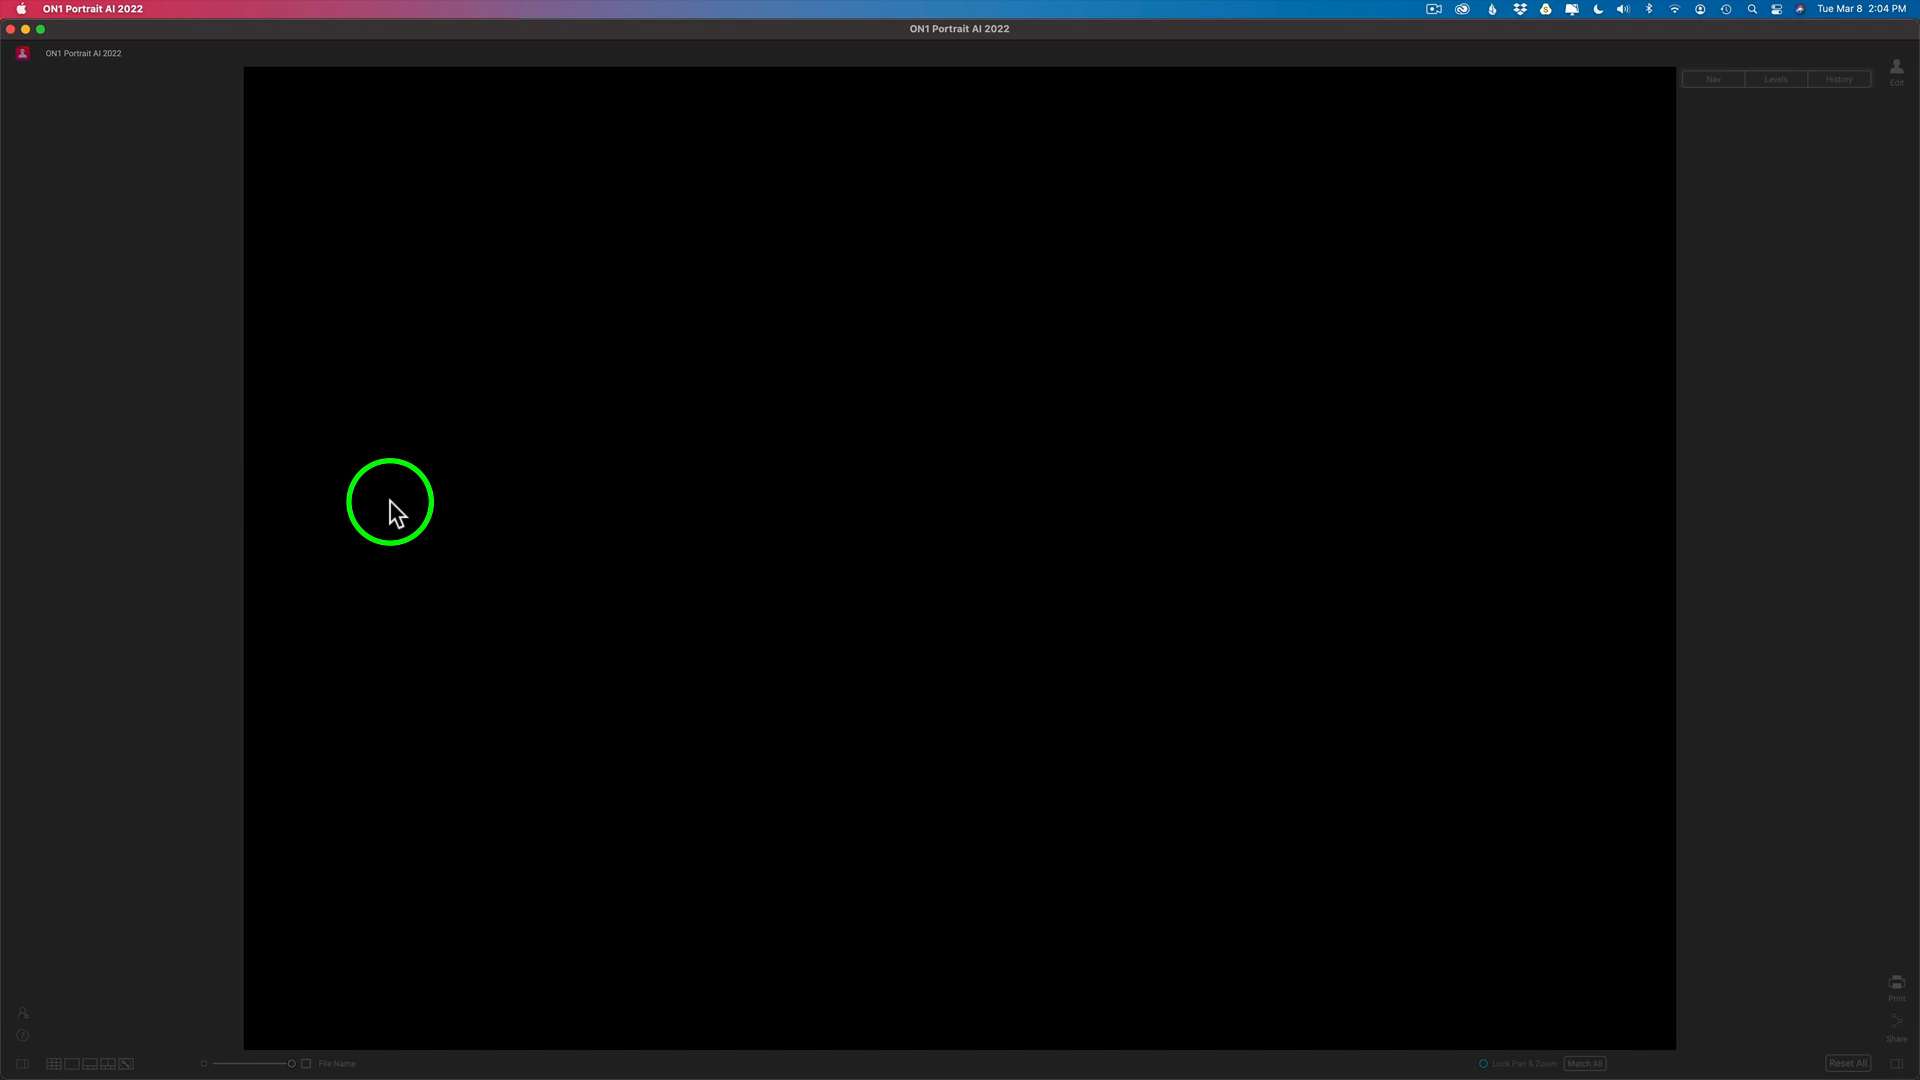 ON1 Portrait AI 2022
Tue Mar 8 2:04 PM
ON1 Portrait AI 2022
ON1 Portrait AI 2022
Nav
Levels
History
Edit
Print
Share
File Name
Lock Pan & Zoom
Match All
Reset All